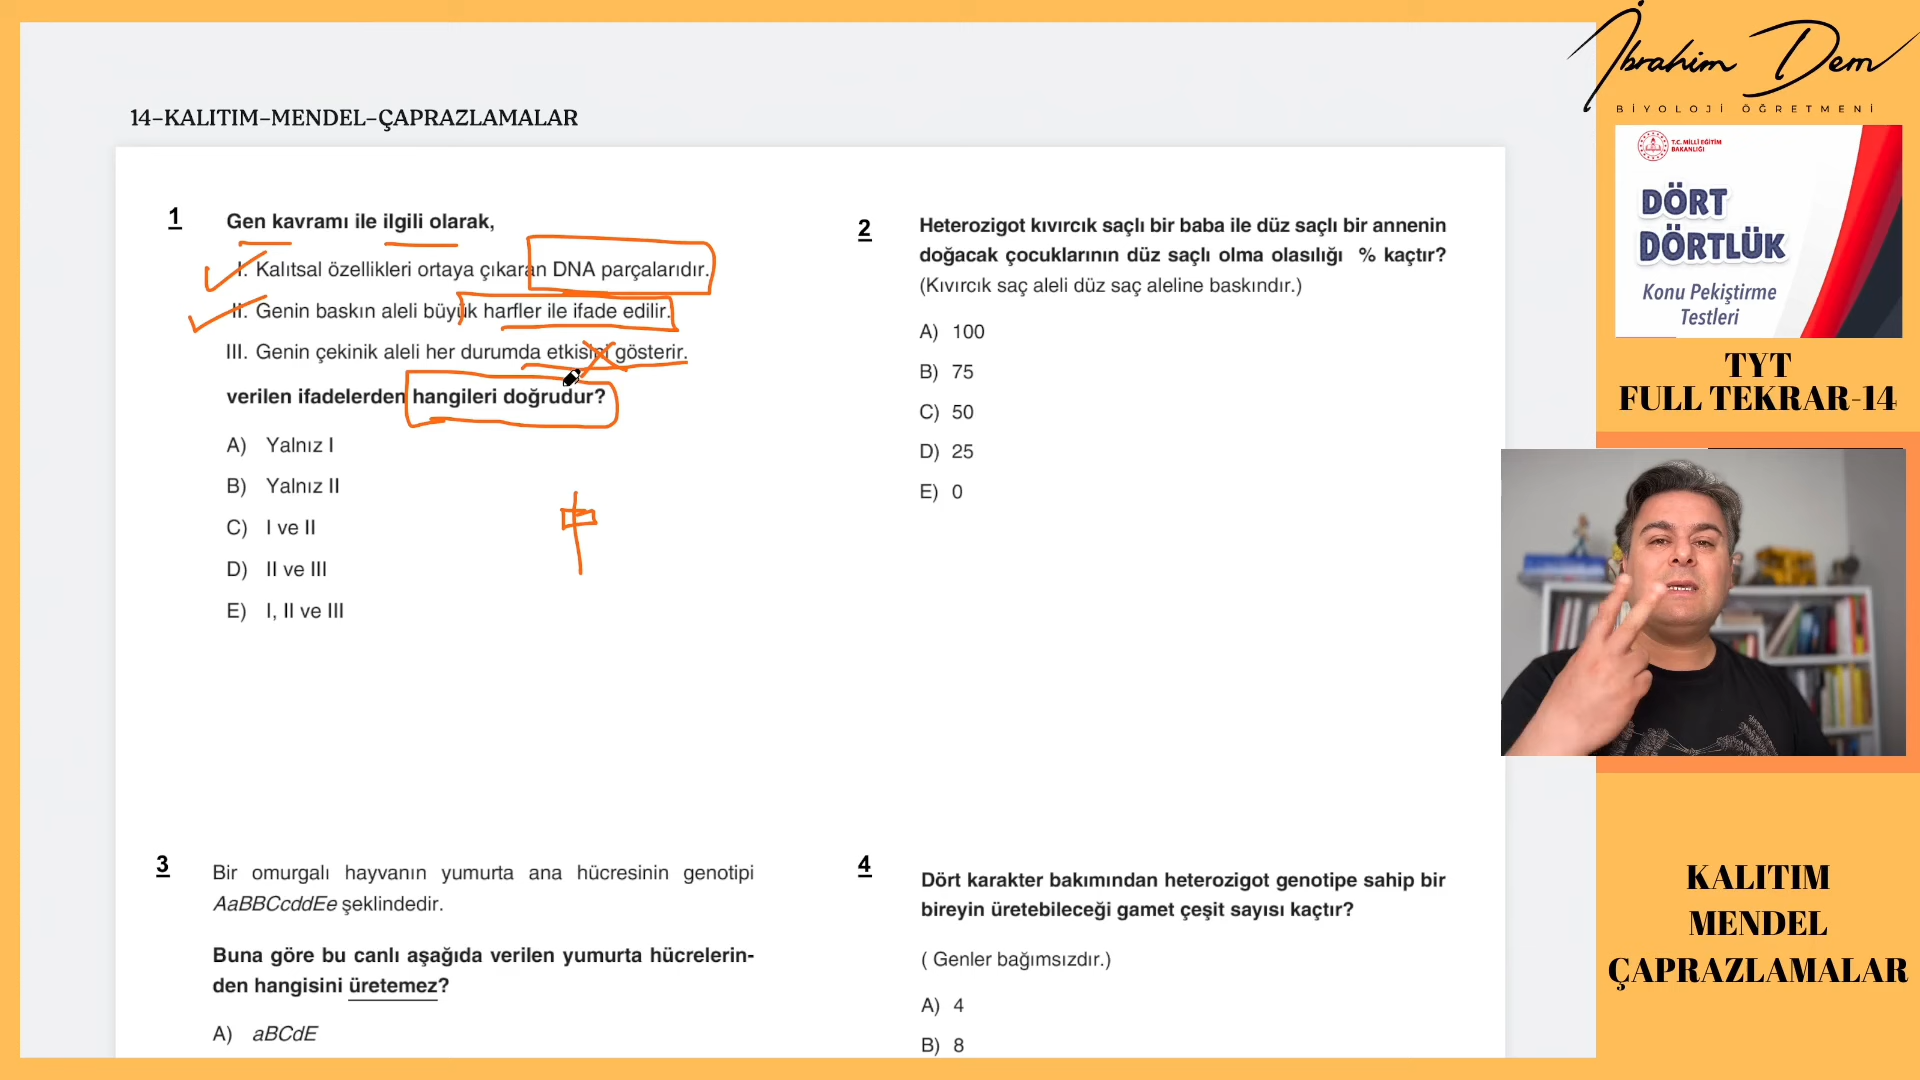 14-KALITIM-MENDEL-ÇAPRAZLAMALAR
1
Gen kavramı ile ilgili olarak,
I. Kalıtsal özellikleri ortaya çıkaran DNA parçalarıdır.
II. Genin baskın aleli büyük harfler ile ifade edilir.
III. Genin çekinik aleli her durumda etkisini gösterir.
verilen ifadelerden hangileri doğrudur?
A) Yalnız I
B) Yalnız II
C) I ve II
D) II ve III
E) I, II ve III
2
Heterozigot kıvırcık saçlı bir baba ile düz saçlı bir annenin
doğacak çocuklarının düz saçlı olma olasılığı % kaçtır?
(Kıvırcık saç aleli düz saç aleline baskındır.)
A) 100
B) 75
C) 50
D) 25
E) 0
3
Bir omurgalı hayvanın yumurta ana hücresinin genotipi
AaBBCcddEe şeklindedir.
Buna göre bu canlı aşağıda verilen yumurta hücrelerin-
den hangisini üretemez?
A) aBCdE
4
Dört karakter bakımından heterozigot genotipe sahip bir
bireyin üretebileceği gamet çeşit sayısı kaçtır?
( Genler bağımsızdır.)
A) 4
B) 8
İbrahim Dem
BİYOLOJİ ÖĞRETMENİ
T.C. MİLLÎ EĞİTİM
BAKANLIĞI
DÖRT
DÖRTLÜK
Konu Pekiştirme
Testleri
TYT
FULL TEKRAR-14
KALITIM
MENDEL
ÇAPRAZLAMALAR